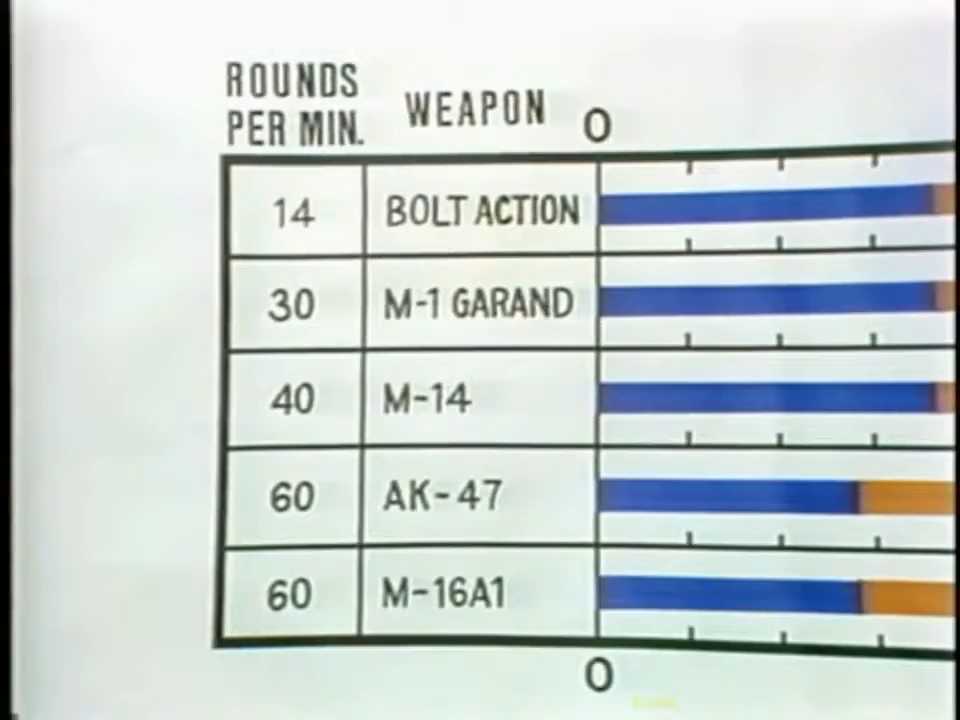 ROUNDS
PER MIN.
WEAPON
0
14 BOLT ACTION
30 M-1 GARAND
40 M-14
60 AK-47
60 M-16A1
0